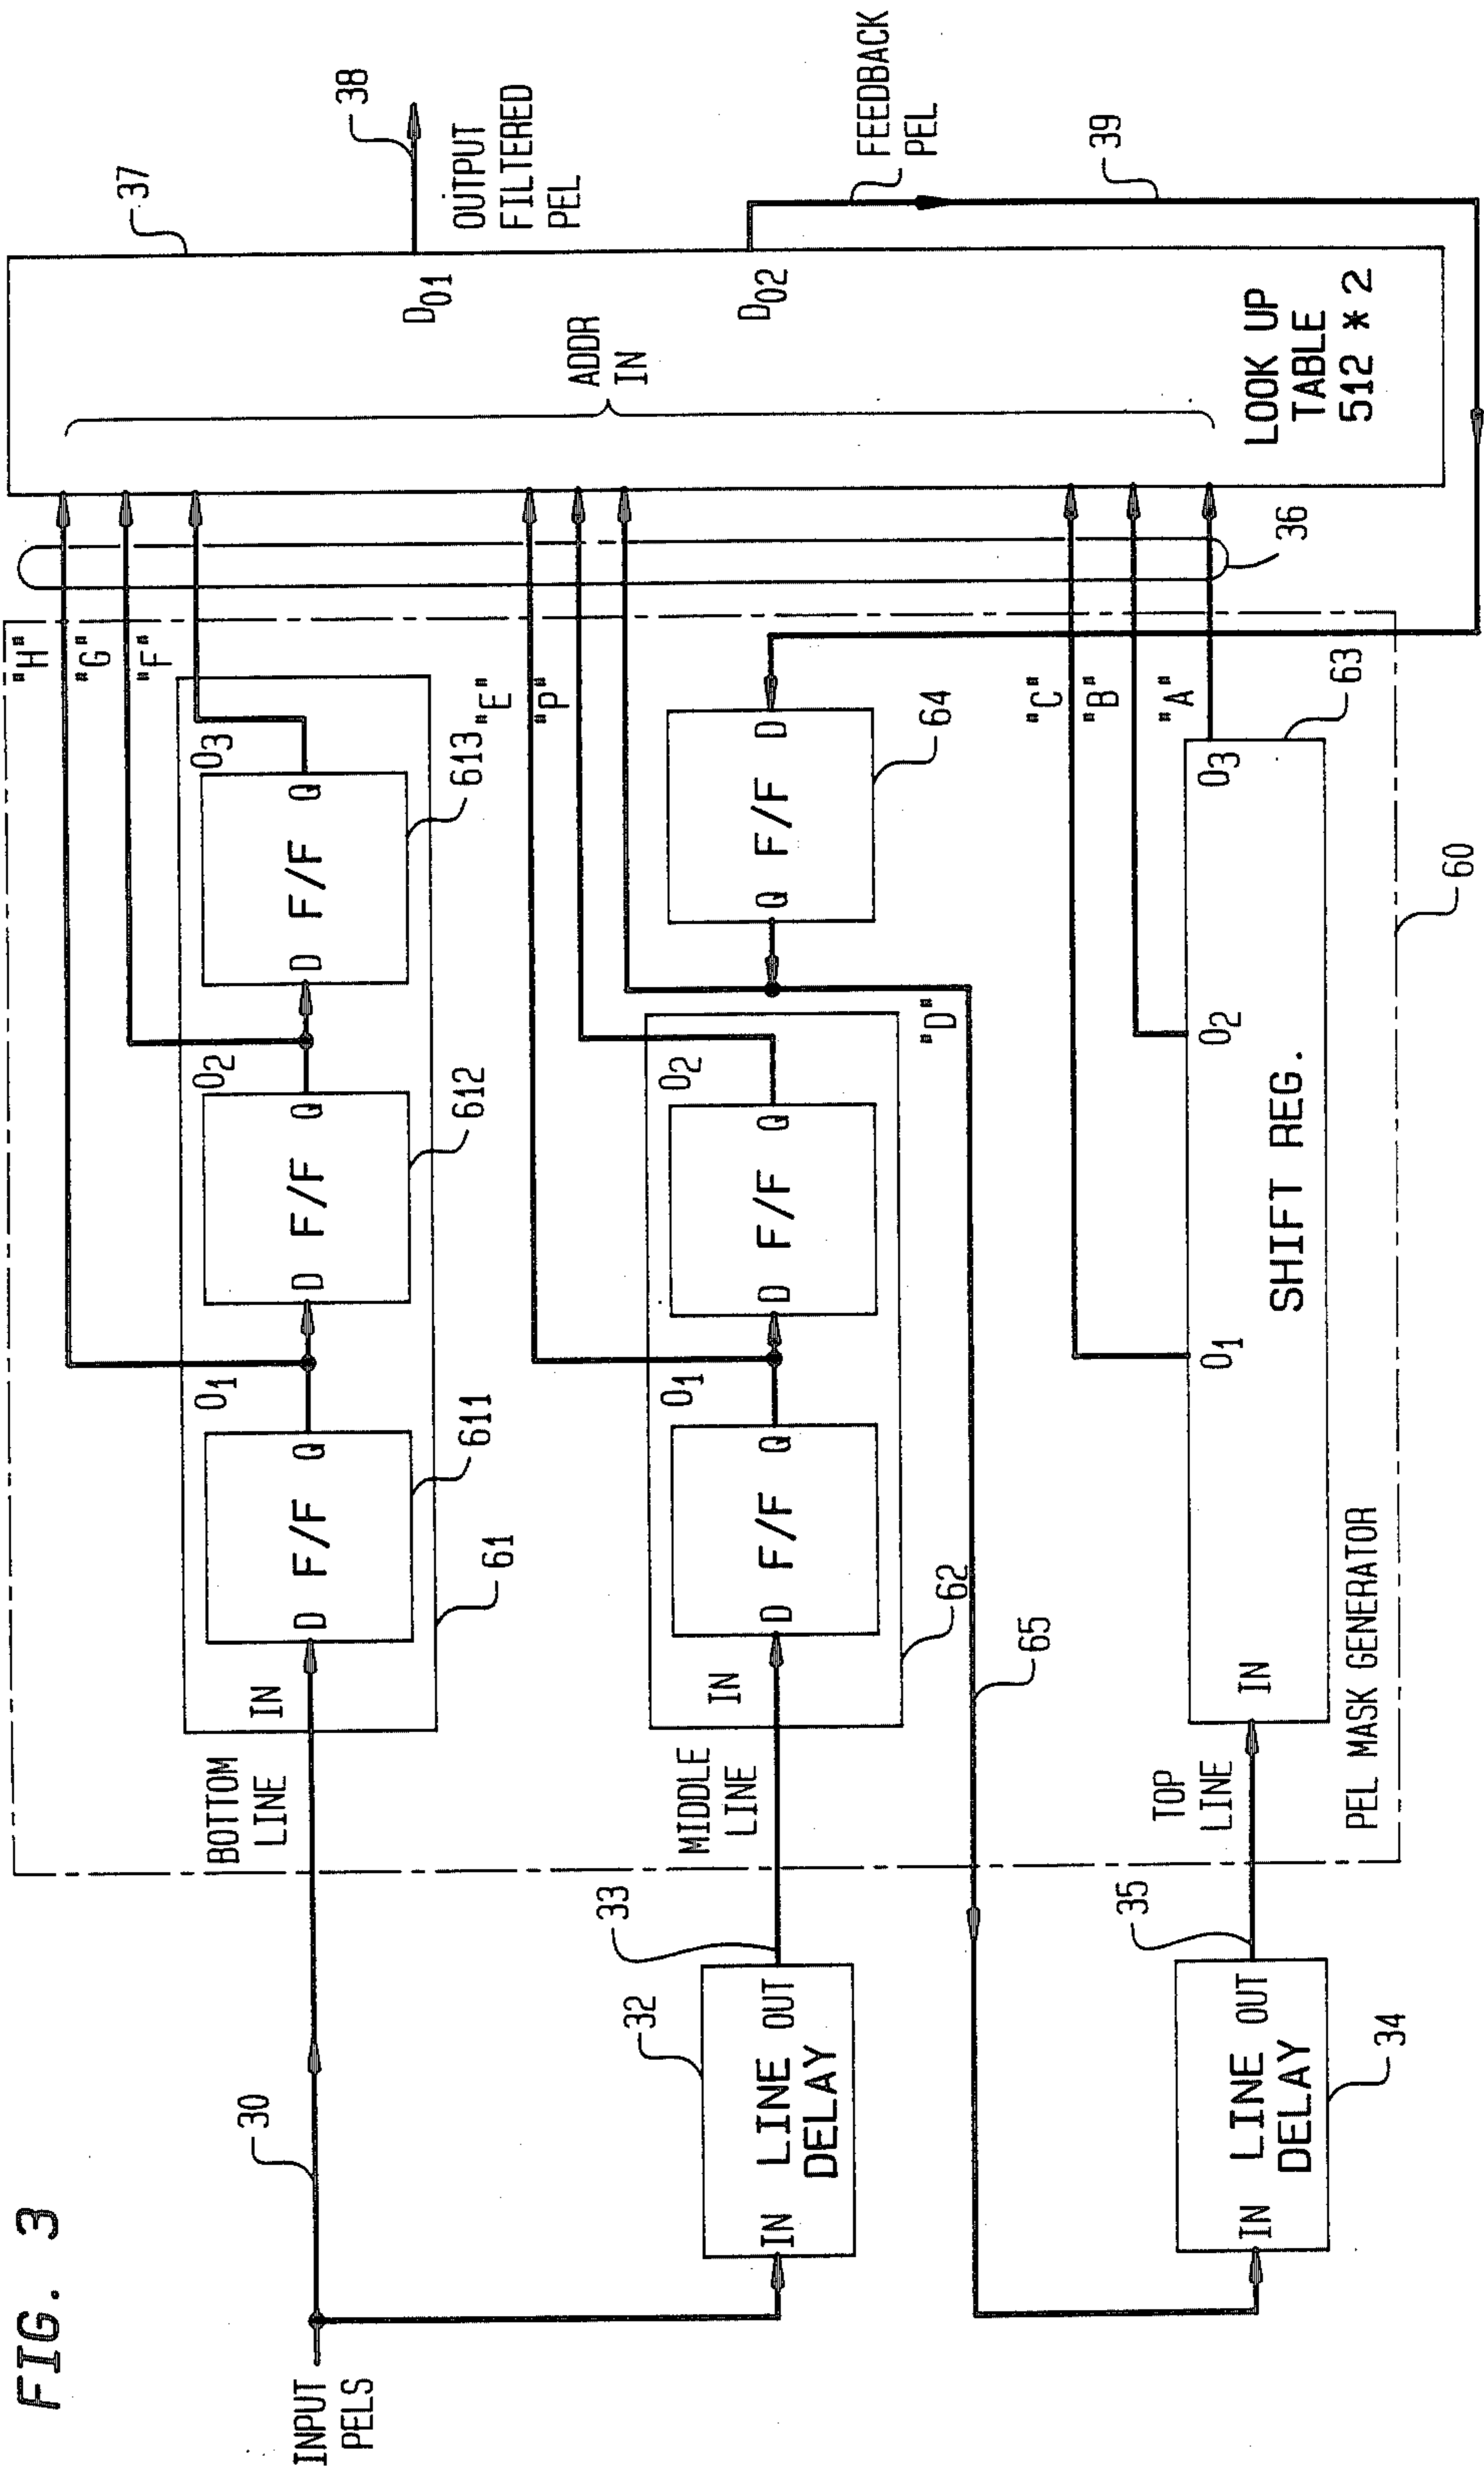 FIG. 3
INPUT
PELS
30
BOTTOM
LINE
IN
D F/F Q
611
O1
D F/F Q
612
O2
D F/F Q
613
O3
61
"H"
"G"
"F"
IN LINE OUT
DELAY
32
33
MIDDLE
LINE
IN
D F/F Q
O1
D F/F Q
O2
62
"E"
"P"
Q F/F D
64
"D"
65
IN LINE OUT
DELAY
34
35
TOP
LINE
IN
SHIFT REG.
O1
O2
O3
63
"C"
"B"
"A"
PEL MASK GENERATOR
60
36
ADDR
IN
37
D01
D02
LOOK UP
TABLE
512 * 2
38
OUTPUT
FILTERED
PEL
FEEDBACK
PEL
39